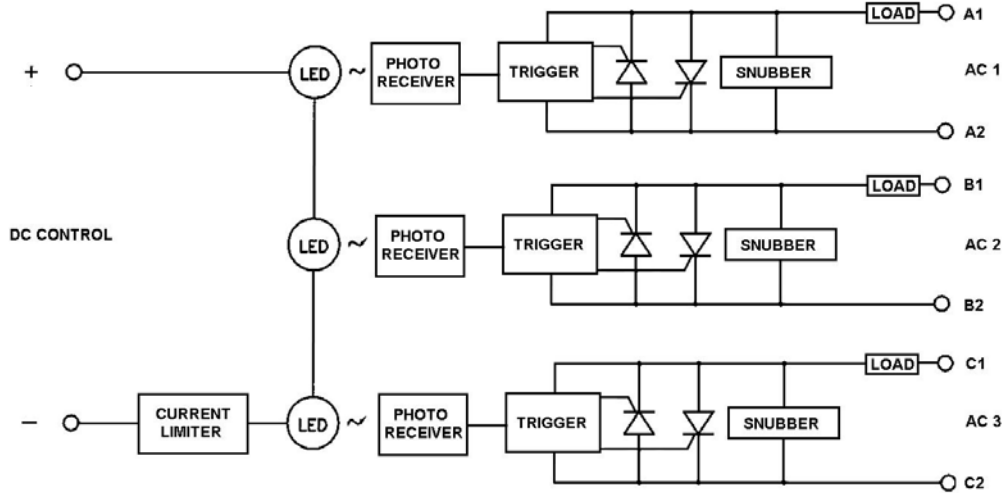 LOAD A1
+ LED ~ PHOTO RECEIVER TRIGGER SNUBBER AC 1
A2
LOAD B1
DC CONTROL LED ~ PHOTO RECEIVER TRIGGER SNUBBER AC 2
B2
LOAD C1
− CURRENT LIMITER LED ~ PHOTO RECEIVER TRIGGER SNUBBER AC 3
C2